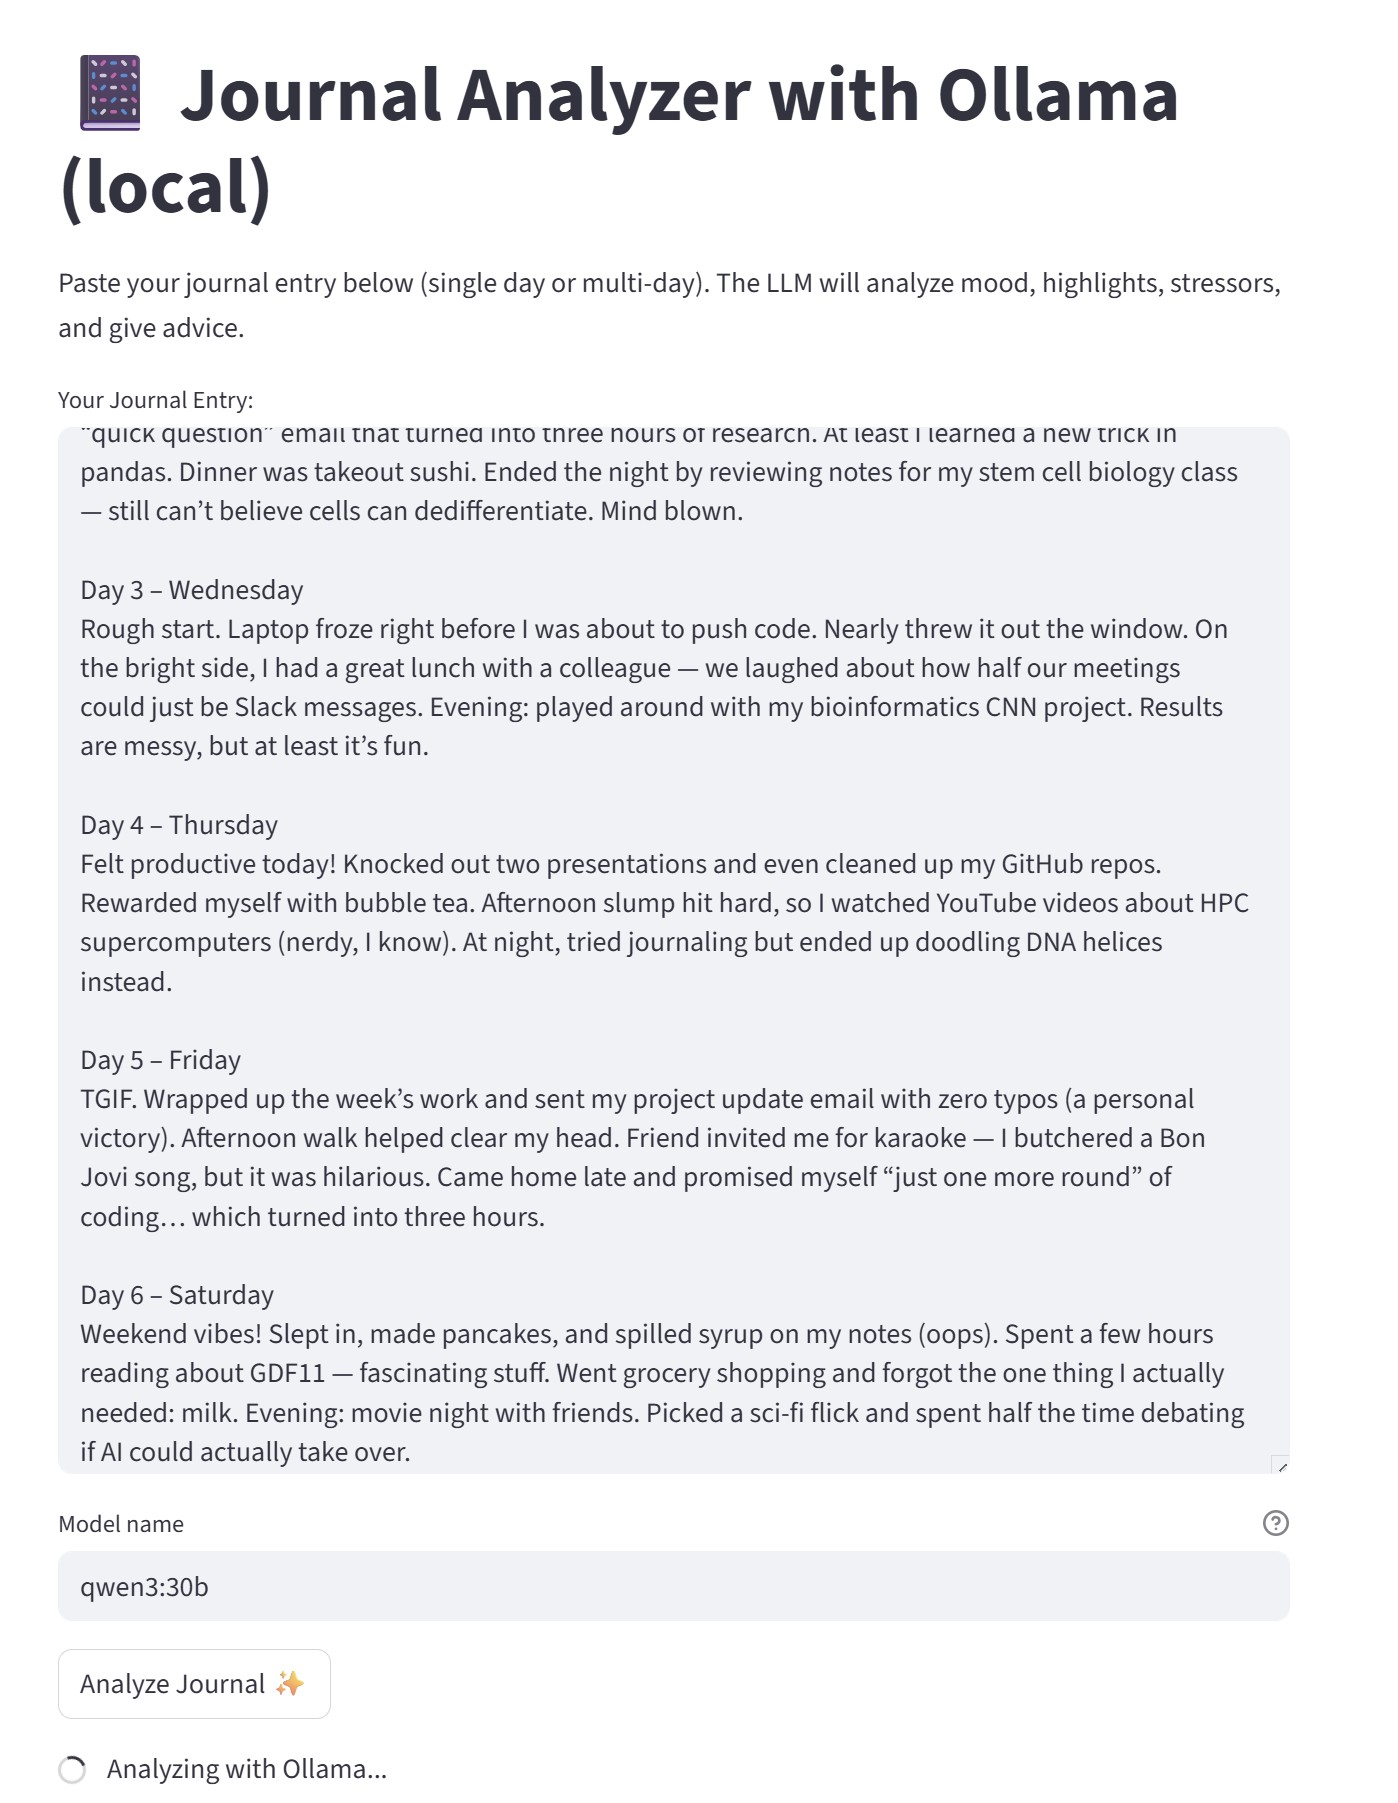 Journal Analyzer with Ollama
(local)
Paste your journal entry below (single day or multi-day). The LLM will analyze mood, highlights, stressors,
and give advice.
Your Journal Entry:
“quick question” email that turned into three hours of research. At least I learned a new trick in
pandas. Dinner was takeout sushi. Ended the night by reviewing notes for my stem cell biology class
— still can’t believe cells can dedifferentiate. Mind blown.
Day 3 – Wednesday
Rough start. Laptop froze right before I was about to push code. Nearly threw it out the window. On
the bright side, I had a great lunch with a colleague — we laughed about how half our meetings
could just be Slack messages. Evening: played around with my bioinformatics CNN project. Results
are messy, but at least it’s fun.
Day 4 – Thursday
Felt productive today! Knocked out two presentations and even cleaned up my GitHub repos.
Rewarded myself with bubble tea. Afternoon slump hit hard, so I watched YouTube videos about HPC
supercomputers (nerdy, I know). At night, tried journaling but ended up doodling DNA helices
instead.
Day 5 – Friday
TGIF. Wrapped up the week’s work and sent my project update email with zero typos (a personal
victory). Afternoon walk helped clear my head. Friend invited me for karaoke — I butchered a Bon
Jovi song, but it was hilarious. Came home late and promised myself “just one more round” of
coding… which turned into three hours.
Day 6 – Saturday
Weekend vibes! Slept in, made pancakes, and spilled syrup on my notes (oops). Spent a few hours
reading about GDF11 — fascinating stuff. Went grocery shopping and forgot the one thing I actually
needed: milk. Evening: movie night with friends. Picked a sci-fi flick and spent half the time debating
if AI could actually take over.
Model name
qwen3:30b
Analyze Journal ✨
Analyzing with Ollama...